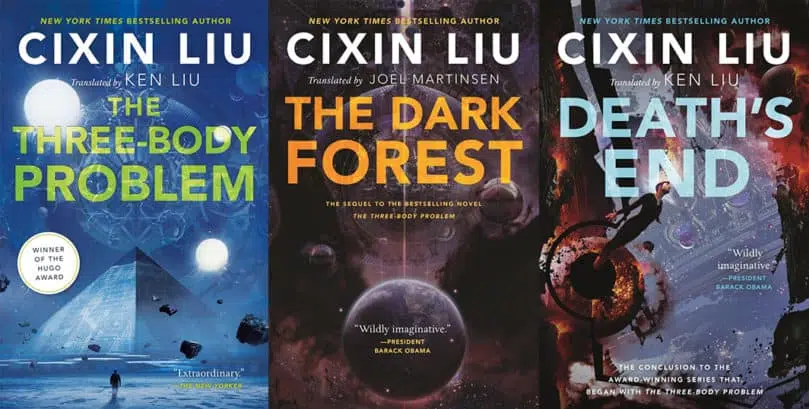 NEW YORK TIMES BESTSELLING AUTHOR
CIXIN LIU
Translated by KEN LIU
THE
THREE-BODY
PROBLEM
WINNER
OF THE
HUGO
AWARD
"Extraordinary."
—THE NEW YORKER
NEW YORK TIMES BESTSELLING AUTHOR
CIXIN LIU
Translated by JOEL MARTINSEN
THE DARK
FOREST
THE SEQUEL TO THE BESTSELLING NOVEL
THE THREE-BODY PROBLEM
"Wildly imaginative."
—PRESIDENT
BARACK OBAMA
NEW YORK TIMES BESTSELLING AUTHOR
CIXIN LIU
Translated by KEN LIU
DEATH'S
END
"Wildly
imaginative."
—PRESIDENT
BARACK OBAMA
THE CONCLUSION TO THE
AWARD-WINNING SERIES THAT
BEGAN WITH THE THREE-BODY PROBLEM